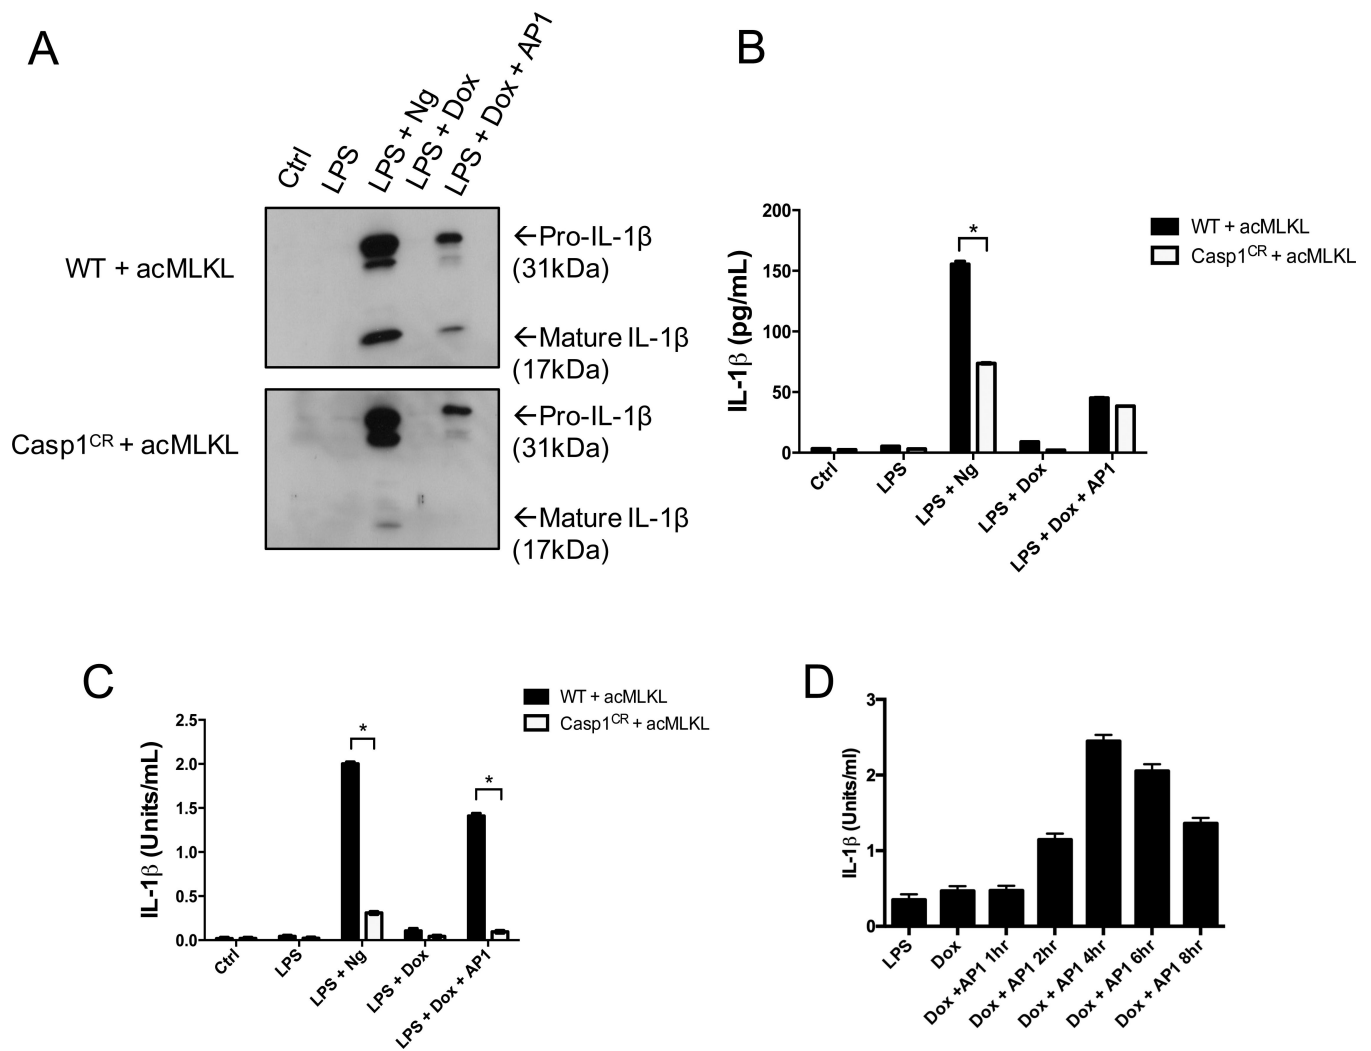 A
Ctrl
LPS
LPS + Ng
LPS + Dox
LPS + Dox + AP1
WT + acMLKL
←Pro-IL-1β
(31kDa)
←Mature IL-1β
(17kDa)
Casp1CR + acMLKL
←Pro-IL-1β
(31kDa)
←Mature IL-1β
(17kDa)
B
WT + acMLKL
Casp1CR + acMLKL
IL-1β (pg/mL)
200
150
100
50
0
*
Ctrl
LPS
LPS + Ng
LPS + Dox
LPS + Dox + AP1
C
WT + acMLKL
Casp1CR + acMLKL
IL-1β (Units/mL)
2.5
2.0
1.5
1.0
0.5
0.0
*
*
Ctrl
LPS
LPS + Ng
LPS + Dox
LPS + Dox + AP1
D
IL-1β (Units/ml)
3
2
1
0
LPS
Dox
Dox +AP1 1hr
Dox + AP1 2hr
Dox + AP1 4hr
Dox + AP1 6hr
Dox + AP1 8hr